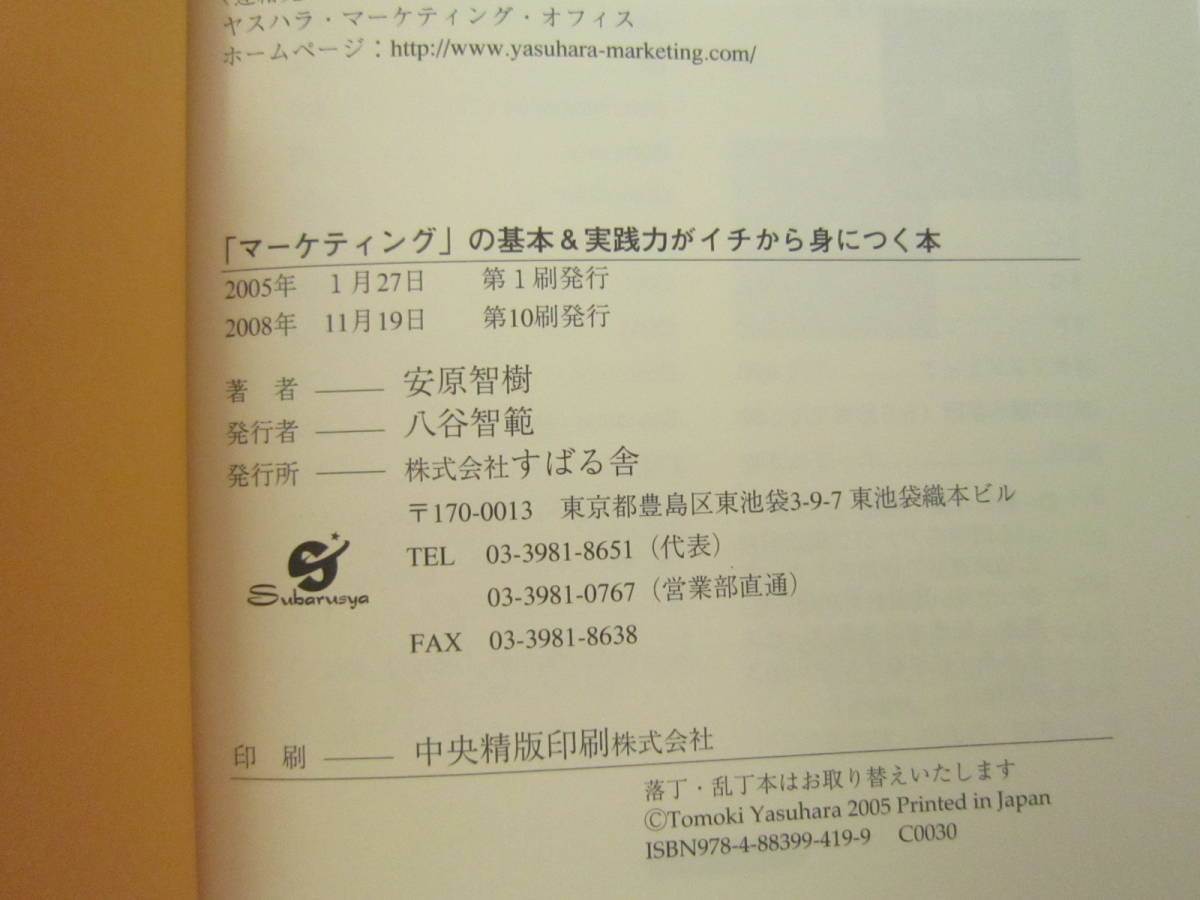 ヤスハラ・マーケティング・オフィス
ホームページ：http://www.yasuhara-marketing.com/
「マーケティング」の基本＆実践力がイチから身につく本
2005年 1月27日 第1刷発行
2008年 11月19日 第10刷発行
著 者 ―― 安原智樹
発行者 ―― 八谷智範
発行所 ―― 株式会社すばる舎
〒170-0013 東京都豊島区東池袋3-9-7 東池袋織本ビル
TEL 03-3981-8651（代表）
03-3981-0767（営業部直通）
FAX 03-3981-8638
Subarusya
印 刷 ―― 中央精版印刷株式会社
落丁・乱丁本はお取り替えいたします
©Tomoki Yasuhara 2005 Printed in Japan
ISBN978-4-88399-419-9 C0030